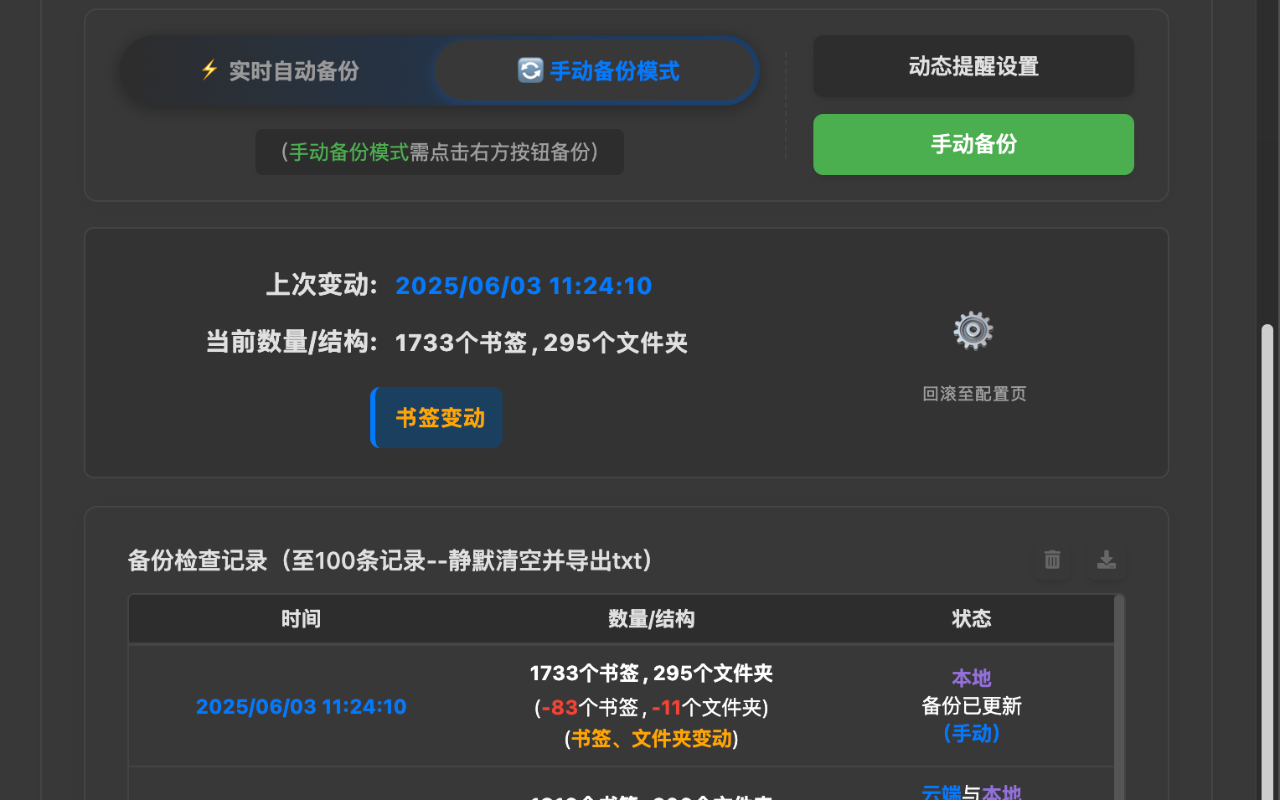 ⚡ 实时自动备份
🔄 手动备份模式
动态提醒设置
(手动备份模式需点击右方按钮备份)
手动备份
上次变动: 2025/06/03 11:24:10
当前数量/结构: 1733个书签,295个文件夹
书签变动
回滚至配置页
备份检查记录（至100条记录--静默清空并导出txt）
时间 数量/结构 状态
2025/06/03 11:24:10
1733个书签,295个文件夹
(-83个书签,-11个文件夹)
(书签、文件夹变动)
本地
备份已更新
(手动)
云端与本地